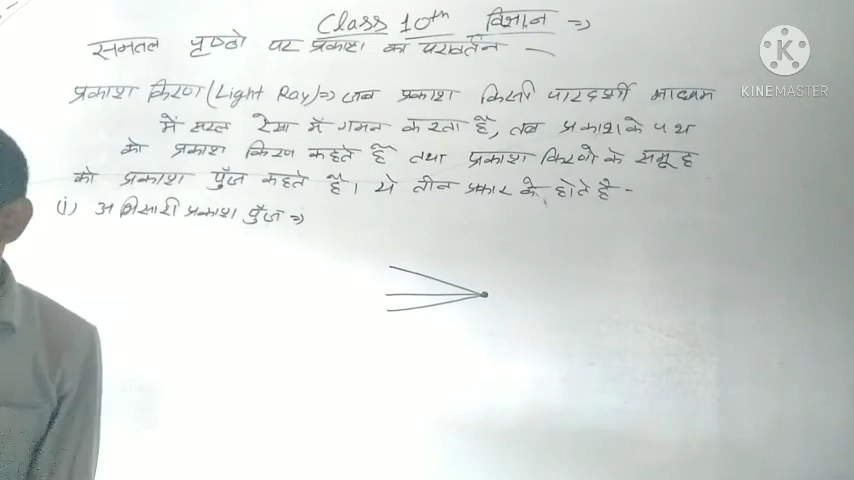 Class 10th विज्ञान ⇒
समतल पृष्ठो पर प्रकाश का परावर्तन —
प्रकाश किरण (Light Ray) ⇒ जब प्रकाश किसी पारदर्शी माध्यम
में सरल रेखा में गमन करता है, तब प्रकाश के पथ
को प्रकाश किरण कहते हैं तथा प्रकाश किरणो के समूह
को प्रकाश पुँज कहते हैं। ये तीन प्रकार के होते है -
(i) अभिसारी प्रकाश पुँज ⇒
K
KINEMASTER